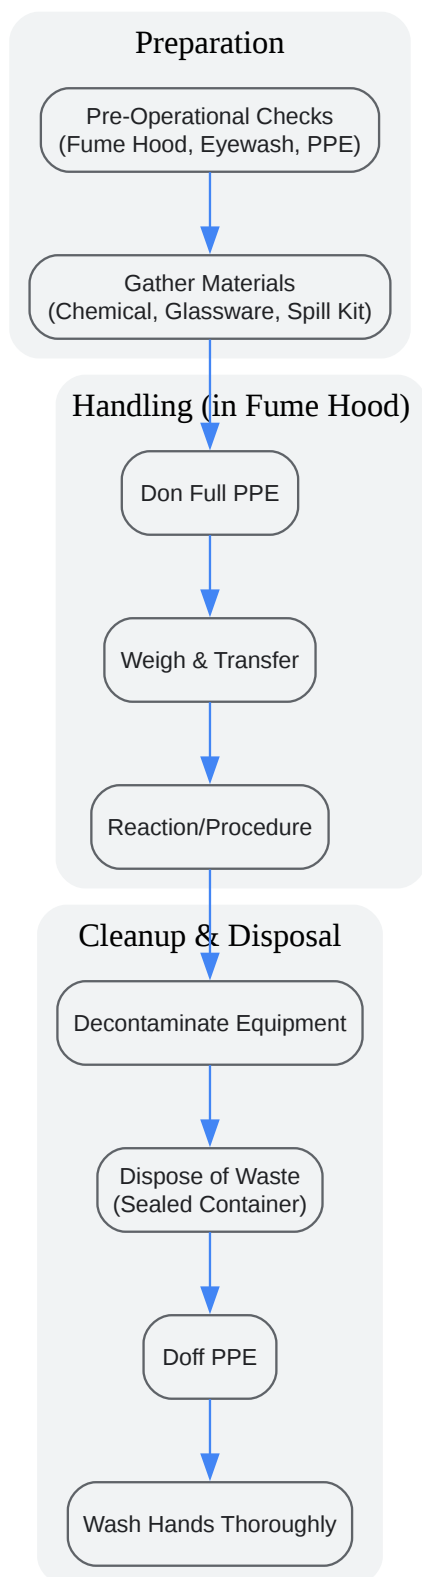 Preparation
Pre-Operational Checks
(Fume Hood, Eyewash, PPE)
Gather Materials
(Chemical, Glassware, Spill Kit)
Handling (in Fume Hood)
Don Full PPE
Weigh & Transfer
Reaction/Procedure
Cleanup & Disposal
Decontaminate Equipment
Dispose of Waste
(Sealed Container)
Doff PPE
Wash Hands Thoroughly